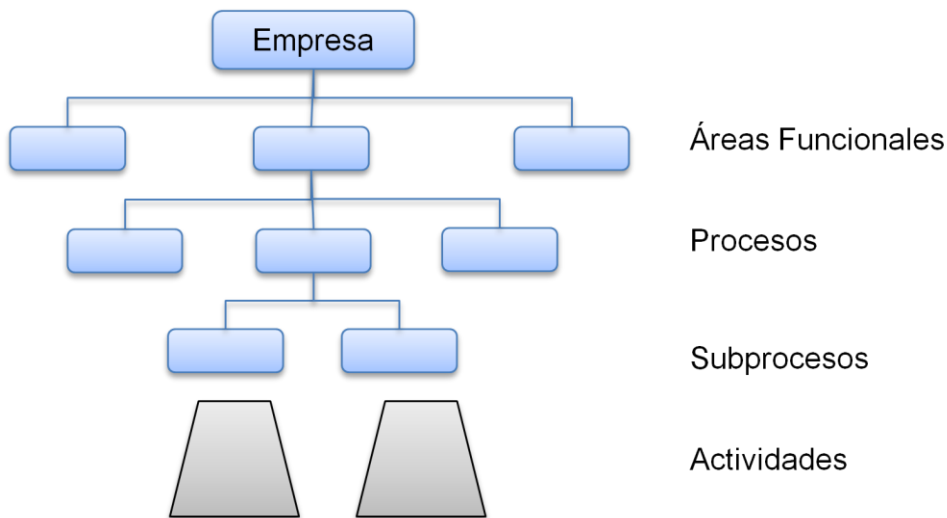 Empresa
Áreas Funcionales
Procesos
Subprocesos
Actividades